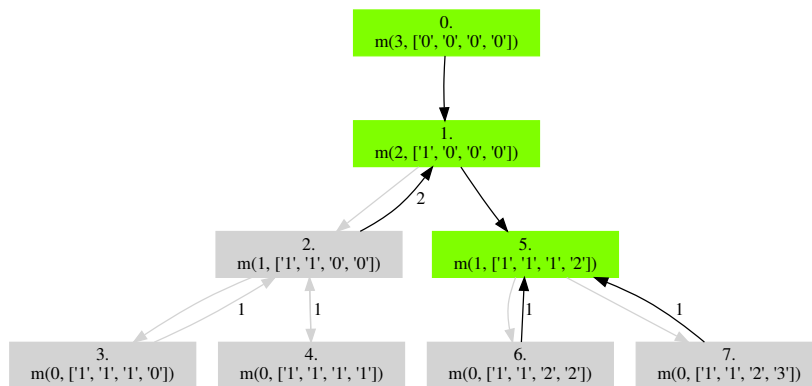 0.
m(3, ['0', '0', '0', '0'])
1.
m(2, ['1', '0', '0', '0'])
2
2.
m(1, ['1', '1', '0', '0'])
5.
m(1, ['1', '1', '1', '2'])
1
1
1
1
3.
m(0, ['1', '1', '1', '0'])
4.
m(0, ['1', '1', '1', '1'])
6.
m(0, ['1', '1', '2', '2'])
7.
m(0, ['1', '1', '2', '3'])